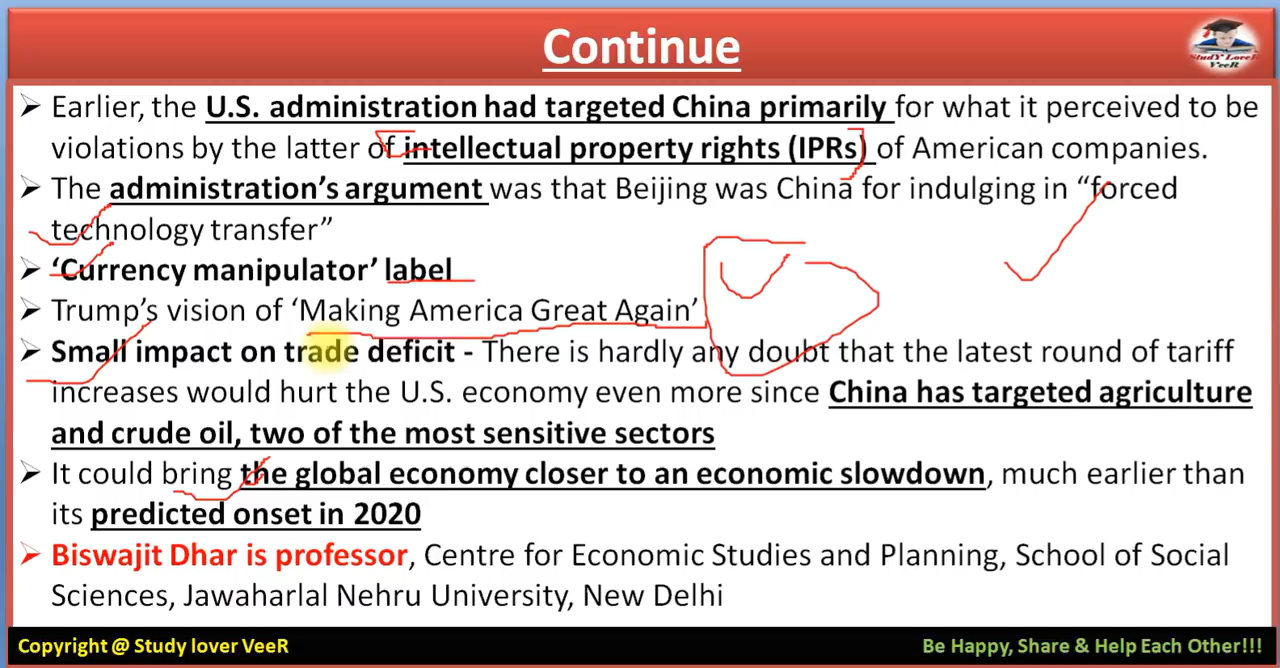 Continue
StudY LoveR
VeeR
➢ Earlier, the U.S. administration had targeted China primarily for what it perceived to be
violations by the latter of intellectual property rights (IPRs) of American companies.
➢ The administration’s argument was that Beijing was China for indulging in “forced
technology transfer”
➢ ‘Currency manipulator’ label
➢ Trump’s vision of ‘Making America Great Again’
➢ Small impact on trade deficit - There is hardly any doubt that the latest round of tariff
increases would hurt the U.S. economy even more since China has targeted agriculture
and crude oil, two of the most sensitive sectors
➢ It could bring the global economy closer to an economic slowdown, much earlier than
its predicted onset in 2020
➢ Biswajit Dhar is professor, Centre for Economic Studies and Planning, School of Social
Sciences, Jawaharlal Nehru University, New Delhi
Copyright @ Study lover VeeR
Be Happy, Share & Help Each Other!!!